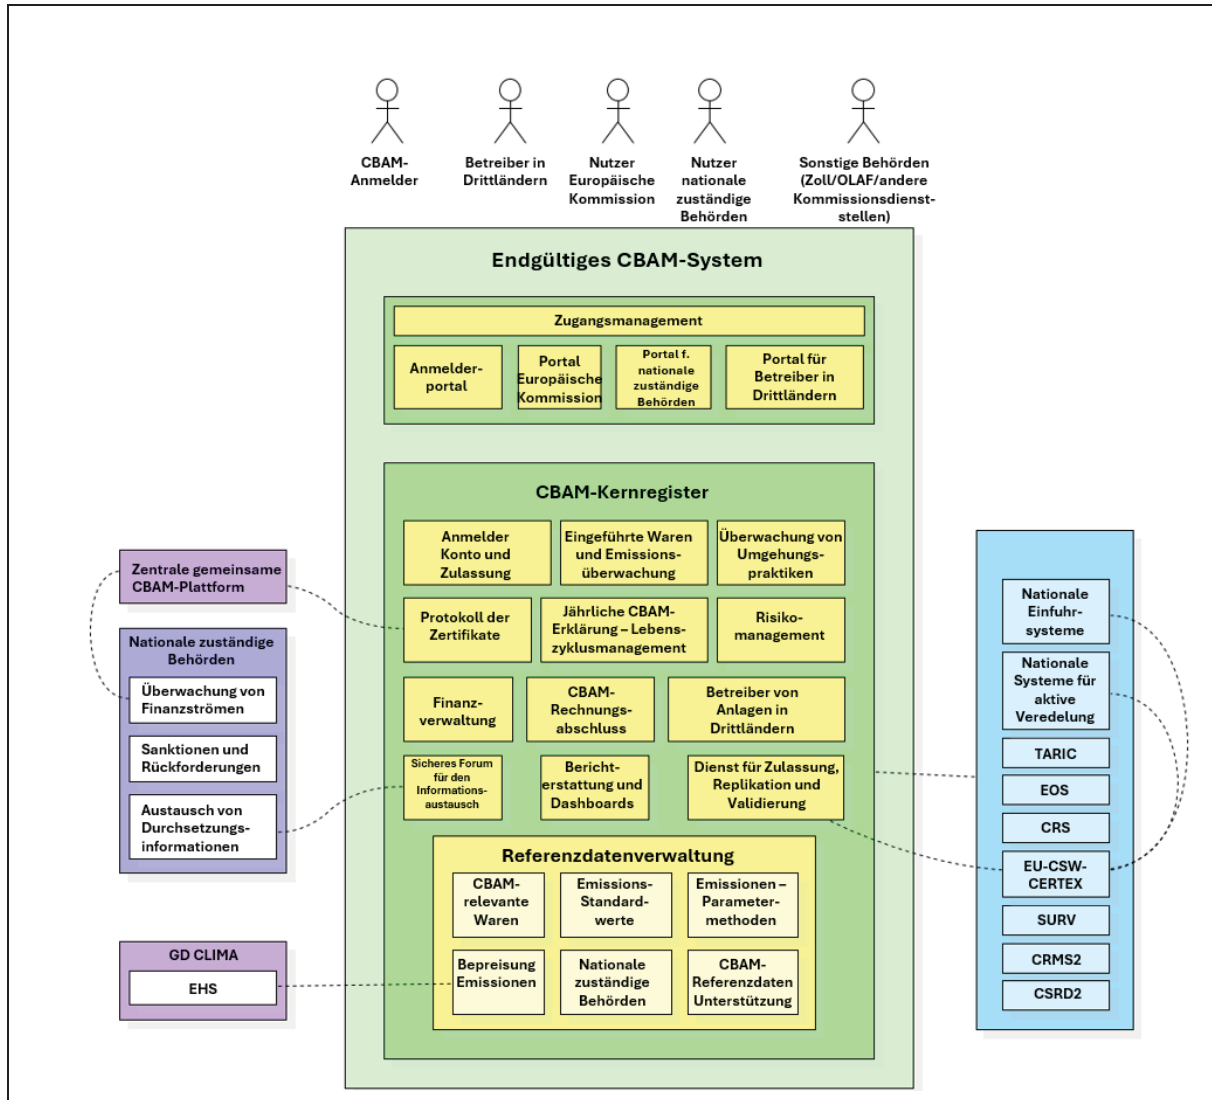 CBAM-
Anmelder
Betreiber in
Drittländern
Nutzer
Europäische
Kommission
Nutzer
nationale
zuständige
Behörden
Sonstige Behörden
(Zoll/OLAF/andere
Kommissionsdienst-
stellen)
Endgültiges CBAM-System
Zugangsmanagement
Anmelder-
portal
Portal
Europäische
Kommission
Portal f.
nationale
zuständige
Behörden
Portal für
Betreiber in
Drittländern
CBAM-Kernregister
Anmelder
Konto und
Zulassung
Eingeführte Waren
und Emissions-
überwachung
Überwachung von
Umgehungs-
praktiken
Protokoll der
Zertifikate
Jährliche CBAM-
Erklärung – Lebens-
zyklusmanagement
Risiko-
management
Finanz-
verwaltung
CBAM-
Rechnungs-
abschluss
Betreiber von
Anlagen in
Drittländern
Sicheres Forum
für den
Informations-
austausch
Bericht-
erstattung und
Dashboards
Dienst für Zulassung,
Replikation und
Validierung
Referenzdatenverwaltung
CBAM-
relevante
Waren
Emissions-
Standard-
werte
Emissionen –
Parameter-
methoden
Bepreisung
Emissionen
Nationale
zuständige
Behörden
CBAM-
Referenzdaten
Unterstützung
Zentrale gemeinsame
CBAM-Plattform
Nationale zuständige
Behörden
Überwachung von
Finanzströmen
Sanktionen und
Rückforderungen
Austausch von
Durchsetzungs-
informationen
GD CLIMA
EHS
Nationale
Einfuhr-
systeme
Nationale
Systeme für
aktive
Veredelung
TARIC
EOS
CRS
EU-CSW-
CERTEX
SURV
CRMS2
CSRD2